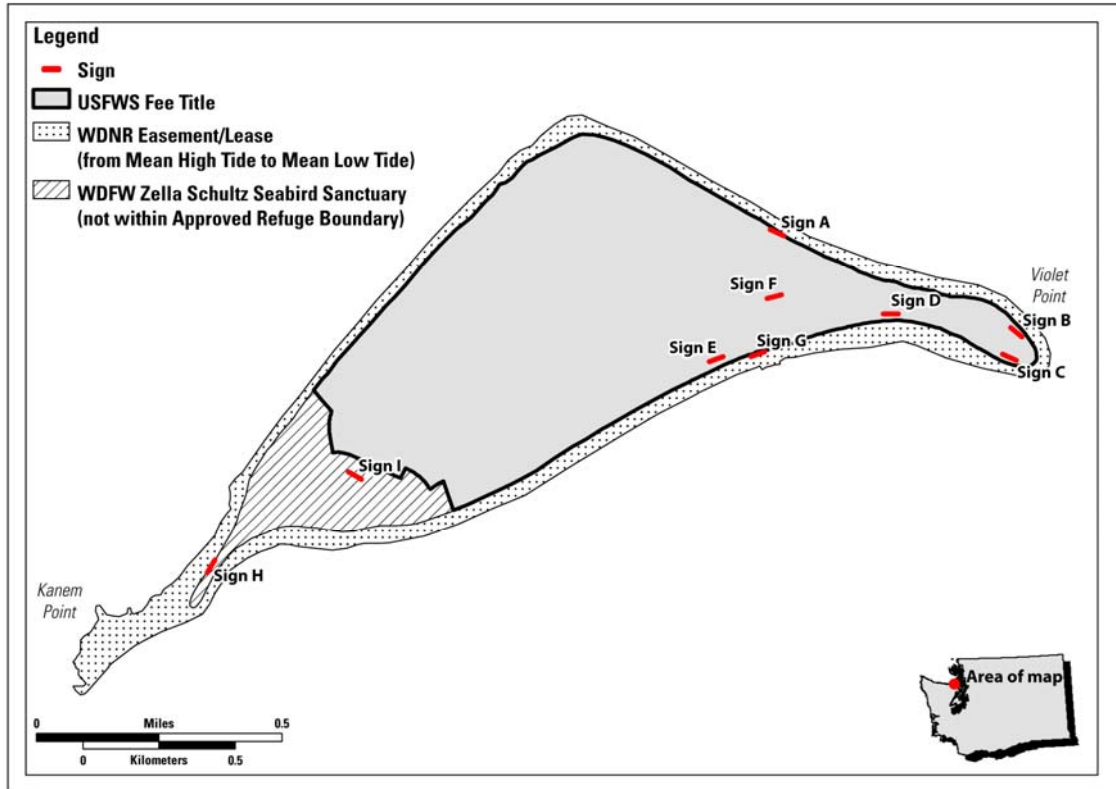 Legend
Sign
USFWS Fee Title
WDNR Easement/Lease
(from Mean High Tide to Mean Low Tide)
WDFW Zella Schultz Seabird Sanctuary
(not within Approved Refuge Boundary)
Sign A
Violet
Point
Sign F
Sign D
Sign B
Sign E
Sign G
Sign C
Sign I
Sign H
Kanem
Point
Area of map
0 Miles 0.5
0 Kilometers 0.5